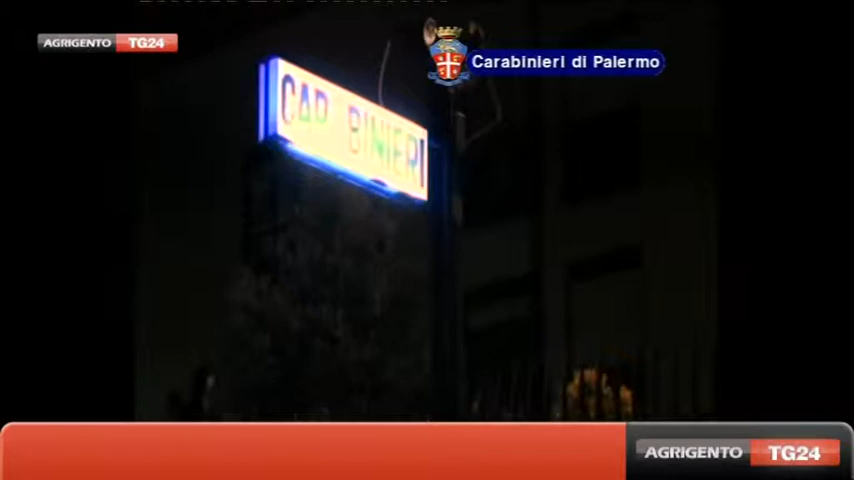 AGRIGENTO TG24
Carabinieri di Palermo
CAR BINIERI
AGRIGENTO TG24